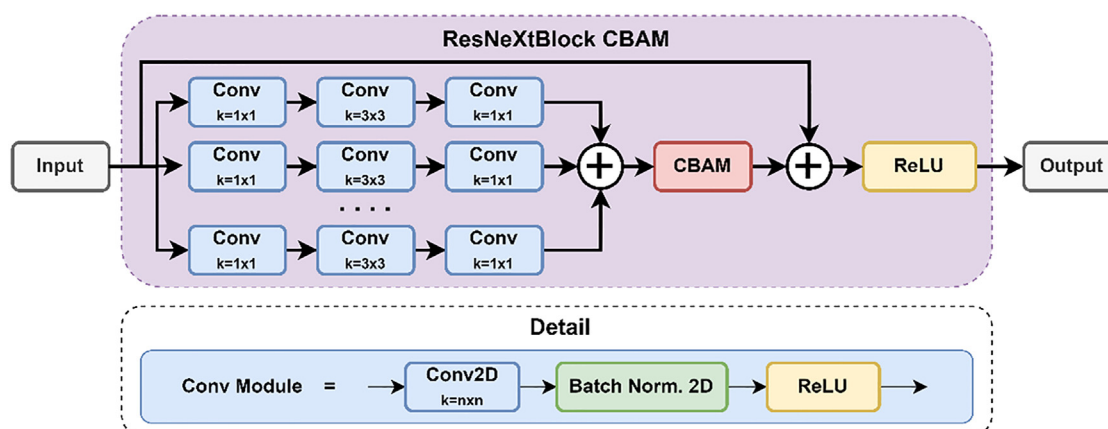 ResNeXtBlock CBAM
Conv Conv Conv
k=1x1 k=3x3 k=1x1
Input
Conv Conv Conv
k=1x1 k=3x3 k=1x1
+ CBAM + ReLU Output
. . . .
Conv Conv Conv
k=1x1 k=3x3 k=1x1
Detail
Conv Module = Conv2D Batch Norm. 2D ReLU
k=nxn